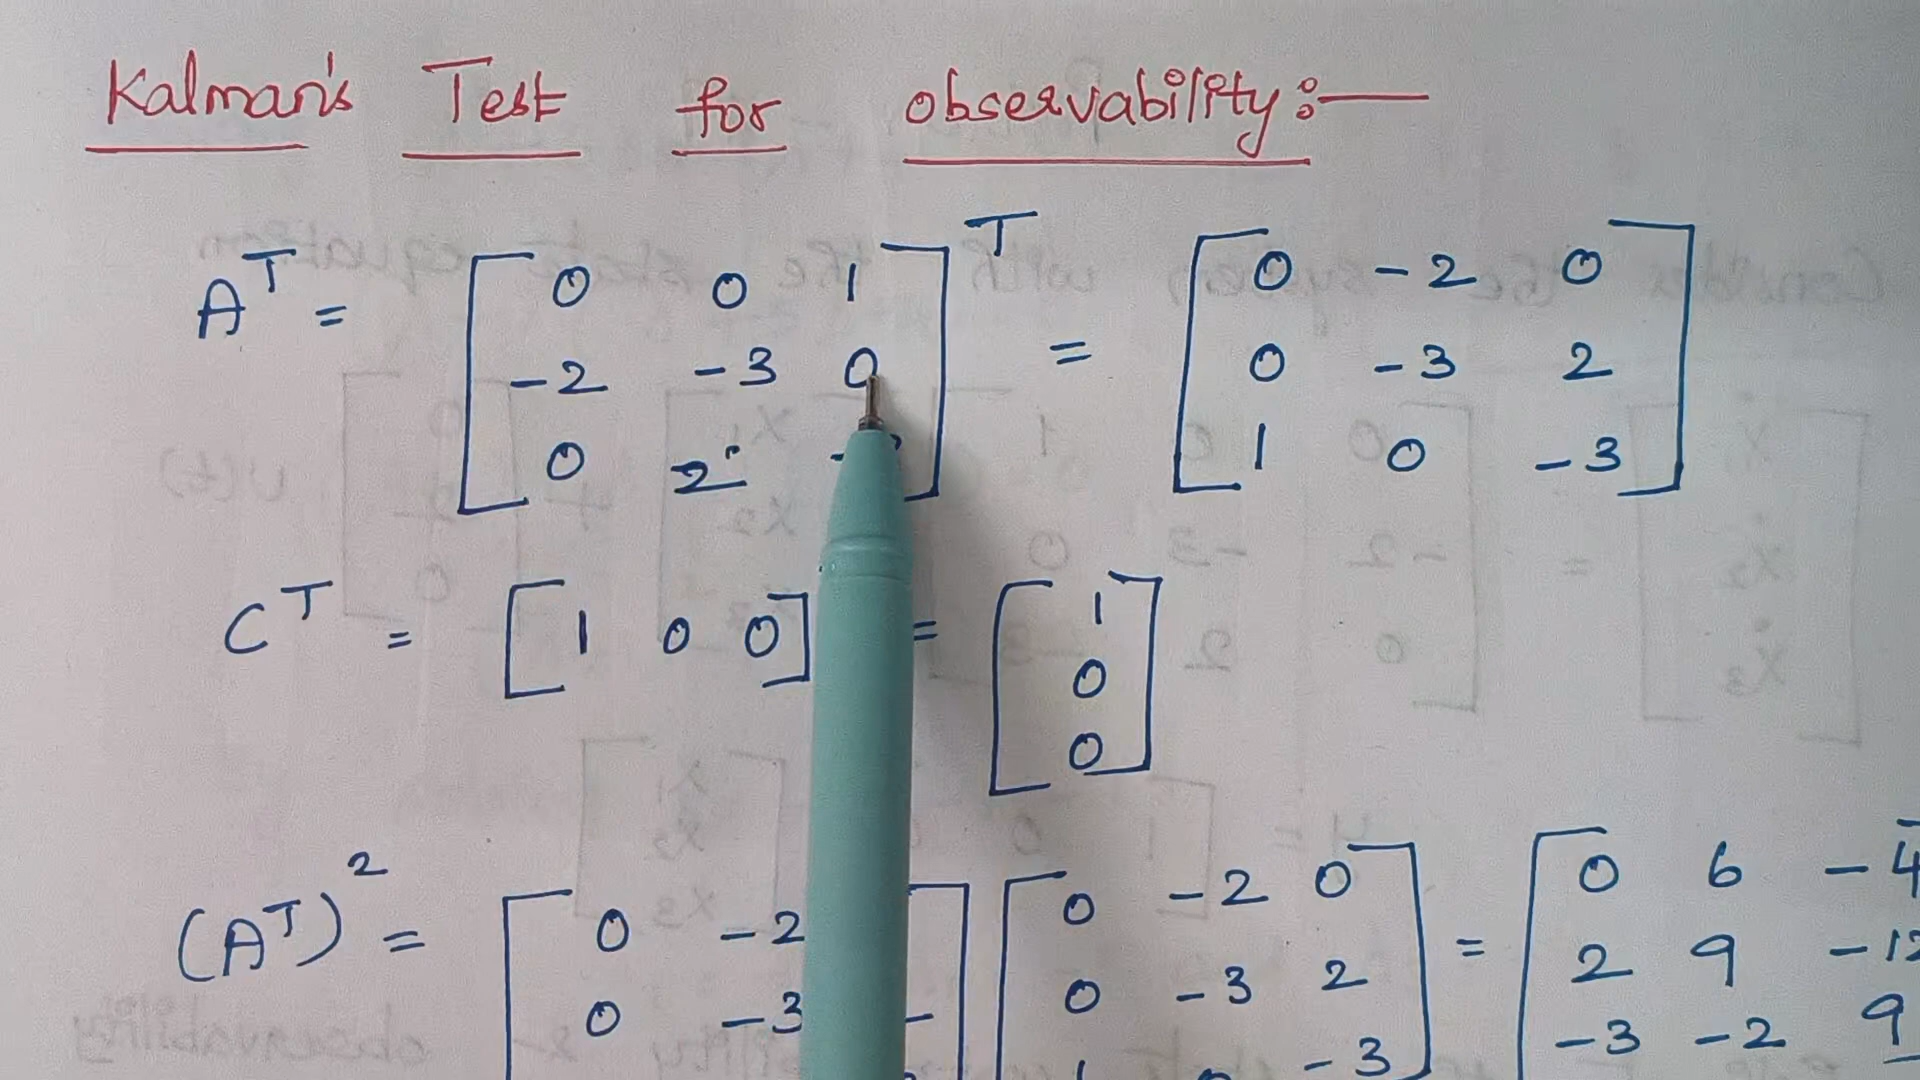 Kalman's Test for observability:—
A^T = [ 0 0 1 ]^T = [ 0 -2 0 ]
-2 -3 0 0 -3 2
0 2 1 0 -3
C^T = [ 1 0 0 ] = [ 1
0
0 ]
(A^T)^2 = [ 0 -2 ] [ 0 -2 0 ] = [ 0 6 -4
0 -3 0 -3 2 2 9 -12
-3 -3 -2 9